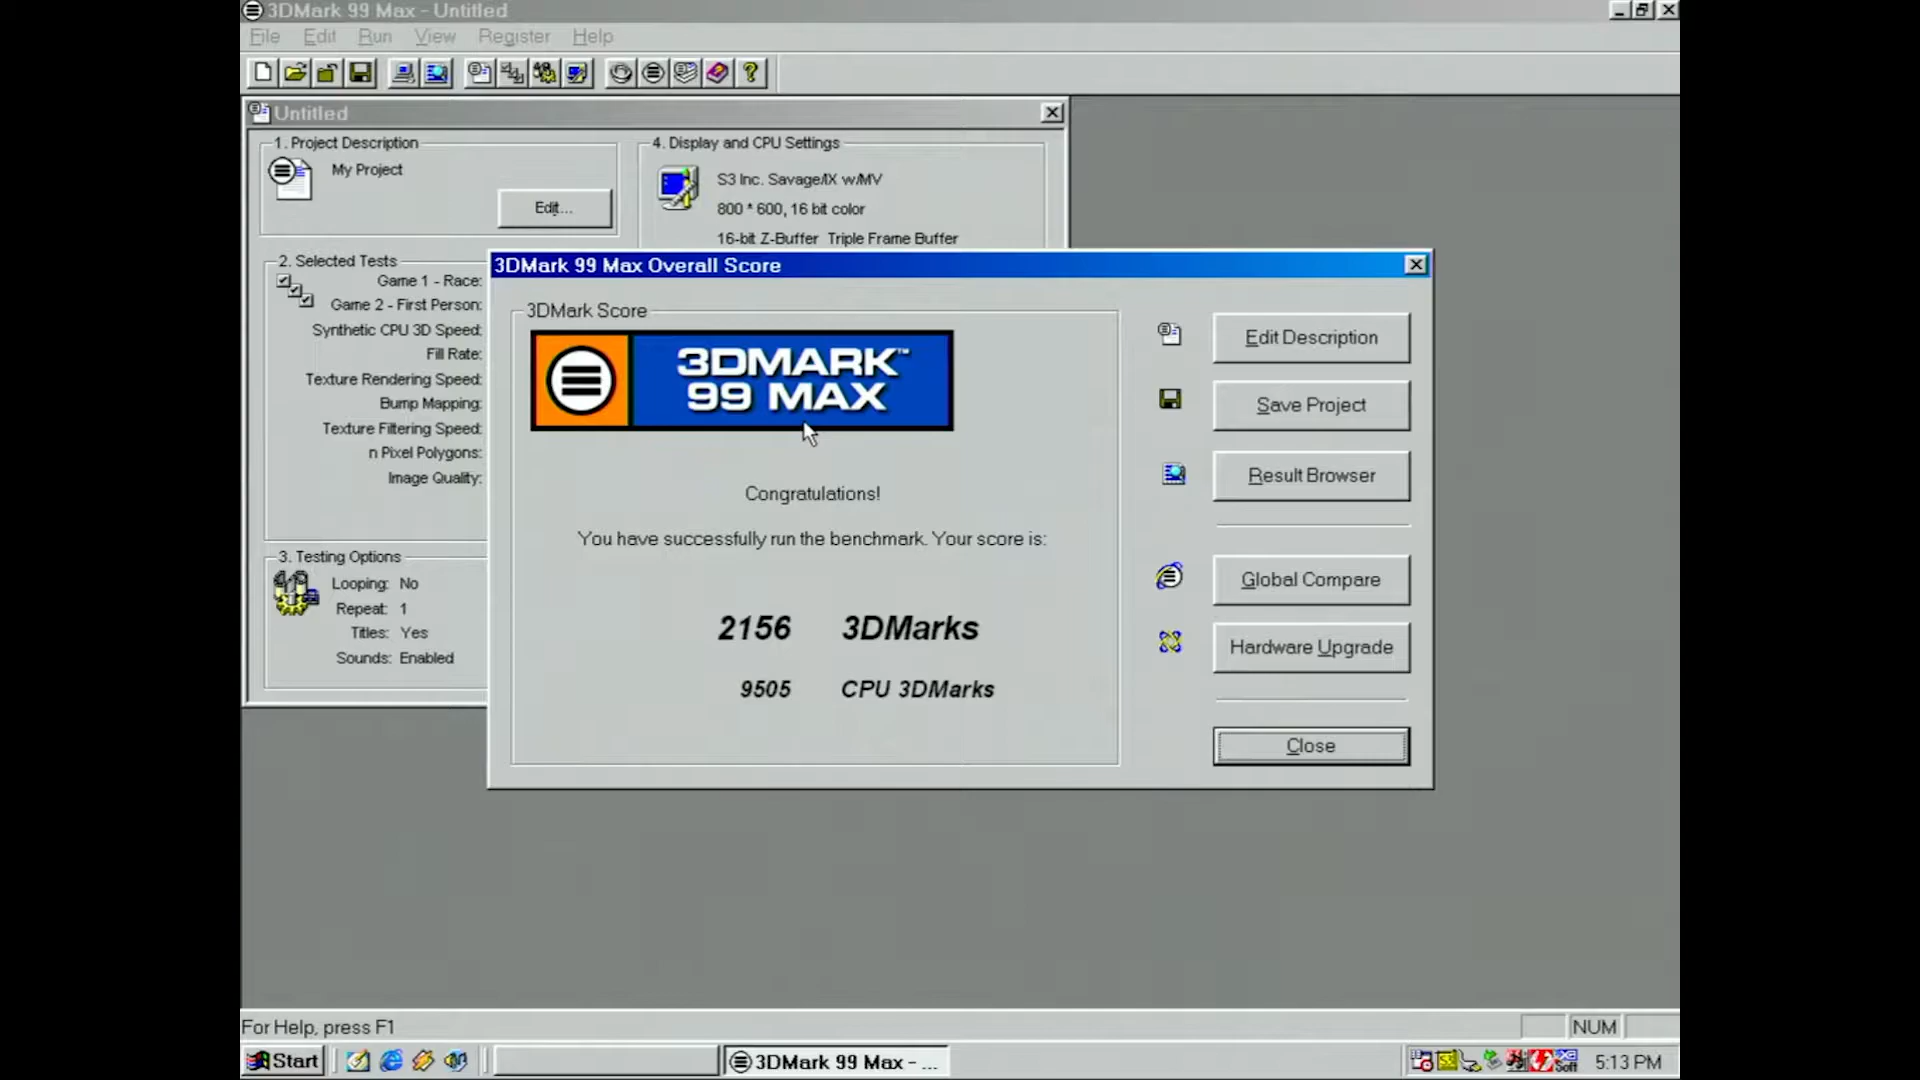 3DMark 99 Max - Untitled
File Edit Run View Register Help
Untitled
1. Project Description
My Project
Edit...
4. Display and CPU Settings
S3 Inc. Savage/IX w/MV
800 * 600, 16 bit color
16-bit Z-Buffer Triple Frame Buffer
2. Selected Tests
Game 1 - Race:
Game 2 - First Person:
Synthetic CPU 3D Speed:
Fill Rate:
Texture Rendering Speed:
Bump Mapping:
Texture Filtering Speed:
n Pixel Polygons:
Image Quality:
3. Testing Options
Looping: No
Repeat: 1
Titles: Yes
Sounds: Enabled
3DMark 99 Max Overall Score
3DMark Score
3DMARK™
99 MAX
Congratulations!
You have successfully run the benchmark. Your score is:
2156 3DMarks
9505 CPU 3DMarks
Edit Description
Save Project
Result Browser
Global Compare
Hardware Upgrade
Close
For Help, press F1
NUM
Start
3DMark 99 Max - ...
5:13 PM